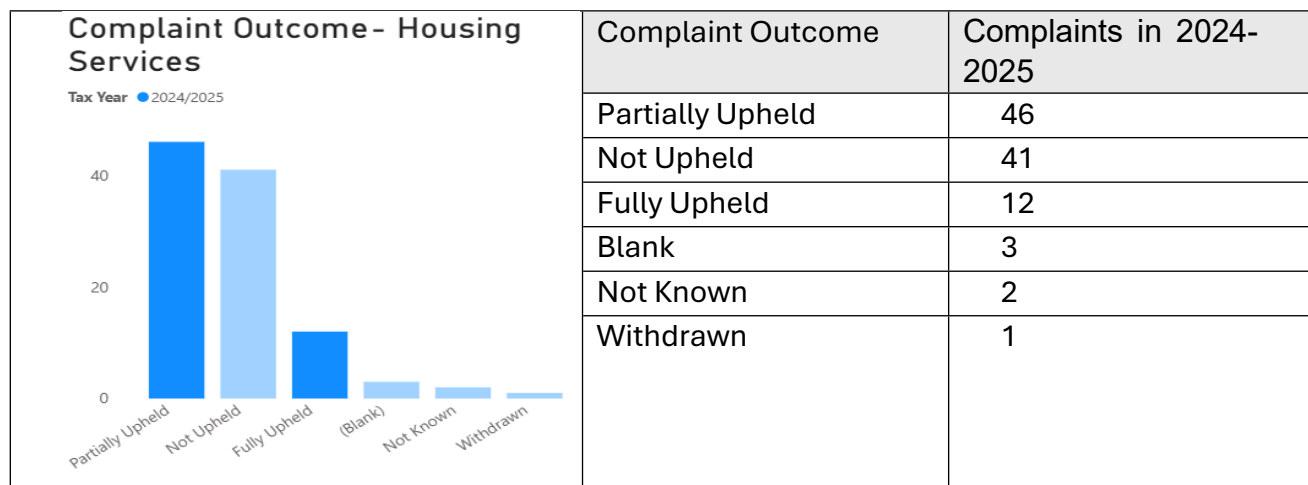 Complaint Outcome- Housing
Services
Tax Year 2024/2025
40
20
0
Partially Upheld
Not Upheld
Fully Upheld
(Blank)
Not Known
Withdrawn
Complaint Outcome
Complaints in 2024-
2025
Partially Upheld 46
Not Upheld 41
Fully Upheld 12
Blank 3
Not Known 2
Withdrawn 1